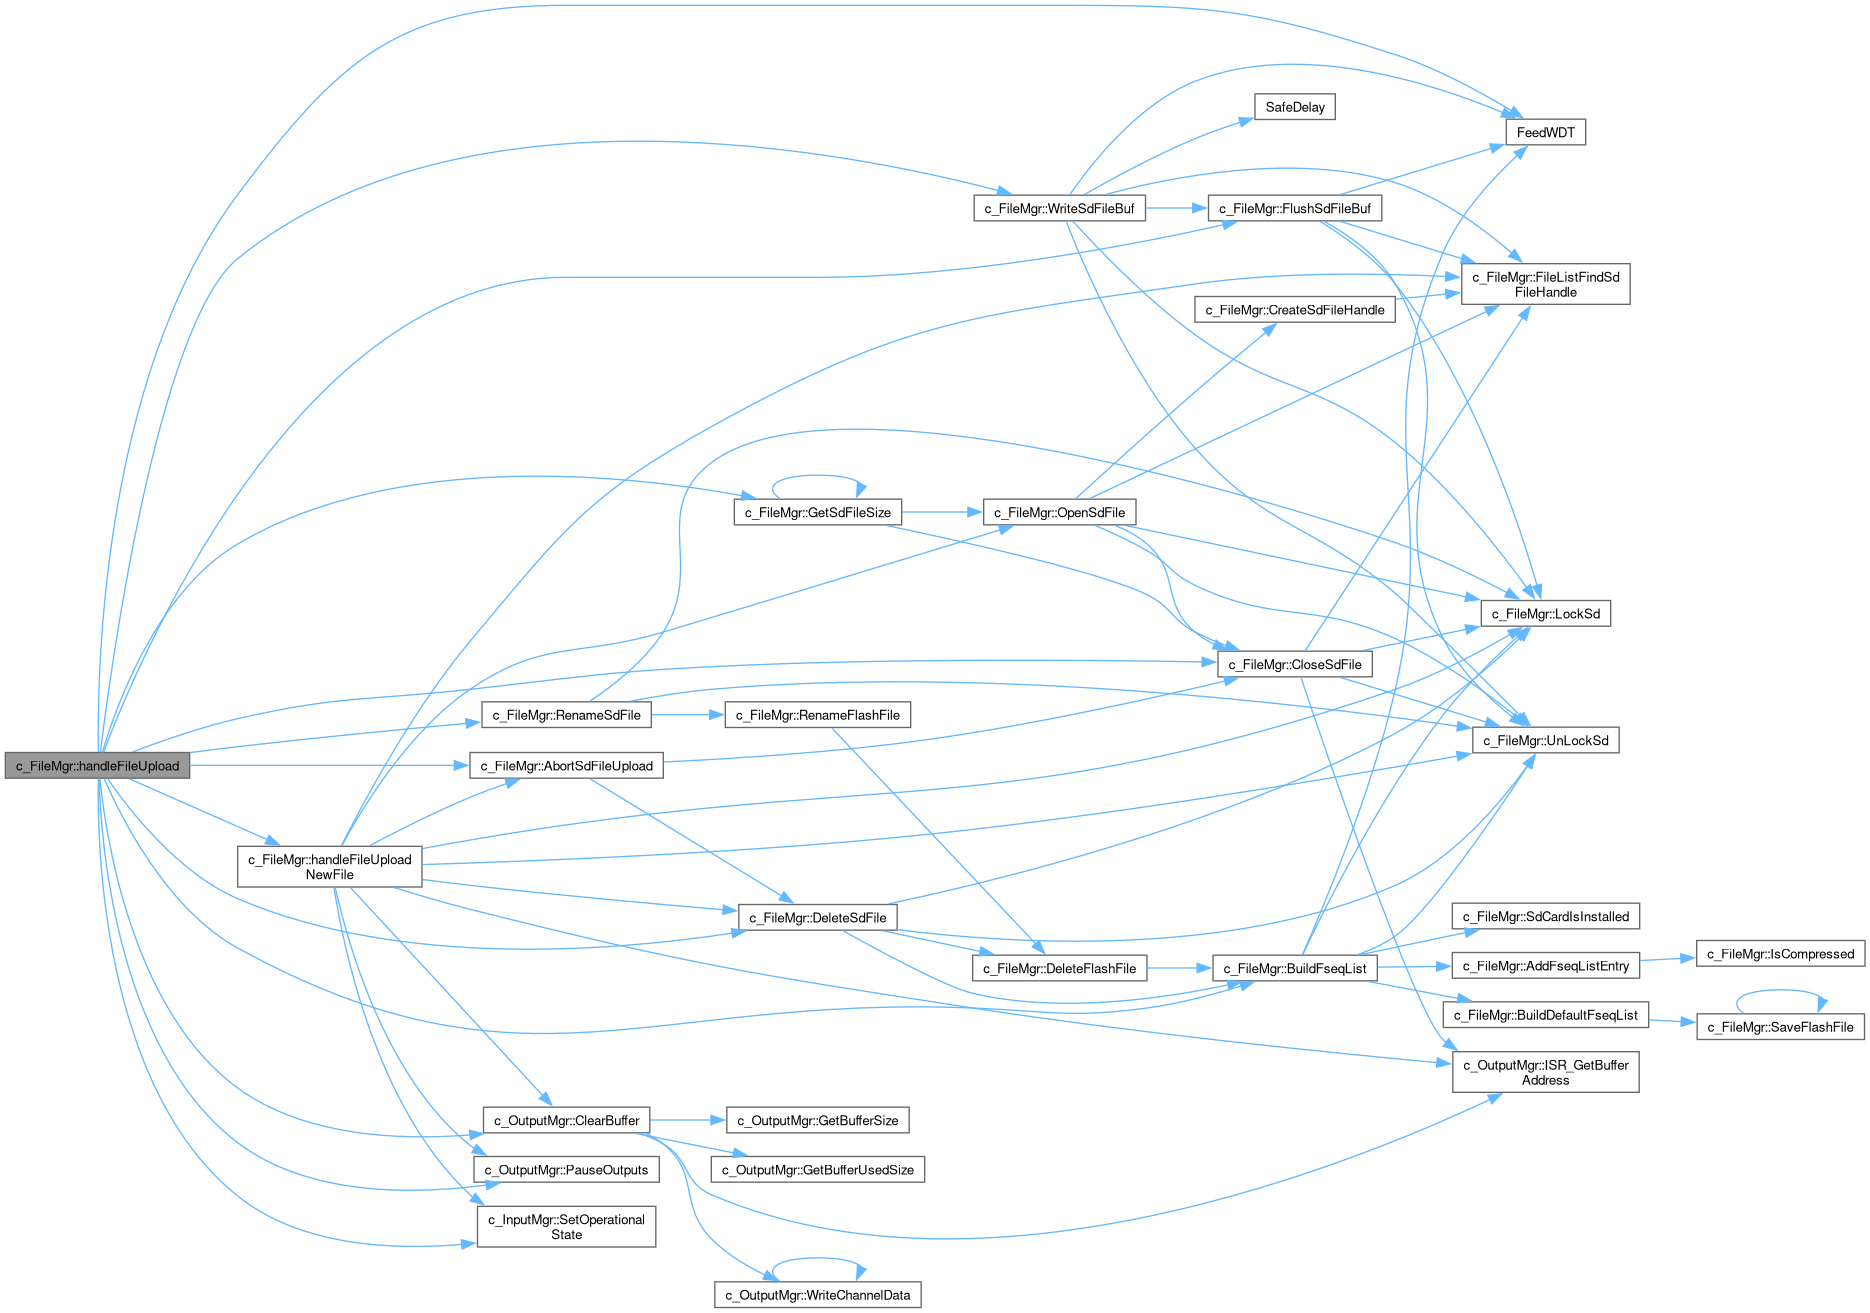 SafeDelay
FeedWDT
c_FileMgr::WriteSdFileBuf
c_FileMgr::FlushSdFileBuf
c_FileMgr::FileListFindSd
FileHandle
c_FileMgr::CreateSdFileHandle
c_FileMgr::GetSdFileSize
c_FileMgr::OpenSdFile
c_FileMgr::LockSd
c_FileMgr::CloseSdFile
c_FileMgr::RenameSdFile
c_FileMgr::RenameFlashFile
c_FileMgr::UnLockSd
c_FileMgr::handleFileUpload
c_FileMgr::AbortSdFileUpload
c_FileMgr::handleFileUpload
NewFile
c_FileMgr::DeleteSdFile
c_FileMgr::SdCardIsInstalled
c_FileMgr::DeleteFlashFile
c_FileMgr::BuildFseqList
c_FileMgr::AddFseqListEntry
c_FileMgr::IsCompressed
c_FileMgr::BuildDefaultFseqList
c_FileMgr::SaveFlashFile
c_OutputMgr::ISR_GetBuffer
Address
c_OutputMgr::ClearBuffer
c_OutputMgr::GetBufferSize
c_OutputMgr::PauseOutputs
c_OutputMgr::GetBufferUsedSize
c_InputMgr::SetOperational
State
c_OutputMgr::WriteChannelData